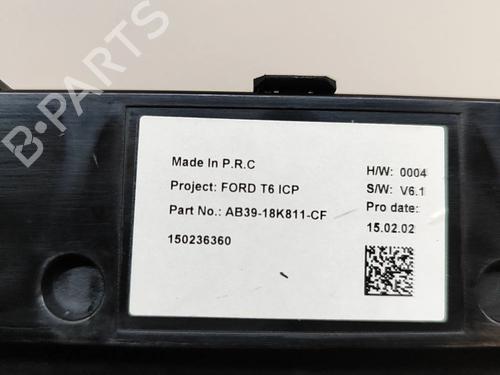 B-PARTS
Made In P.R.C
Project: FORD T6 ICP
Part No.: AB39-18K811-CF
150236360
H/W: 0004
S/W: V6.1
Pro date:
15.02.02